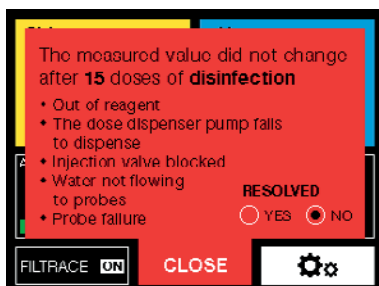 The measured value did not change
after 15 doses of disinfection
• Out of reagent
• The dose dispenser pump fails
to dispense
• Injection valve blocked
• Water not flowing
to probes
• Probe failure
RESOLVED
YES NO
FILTRACE ON
CLOSE